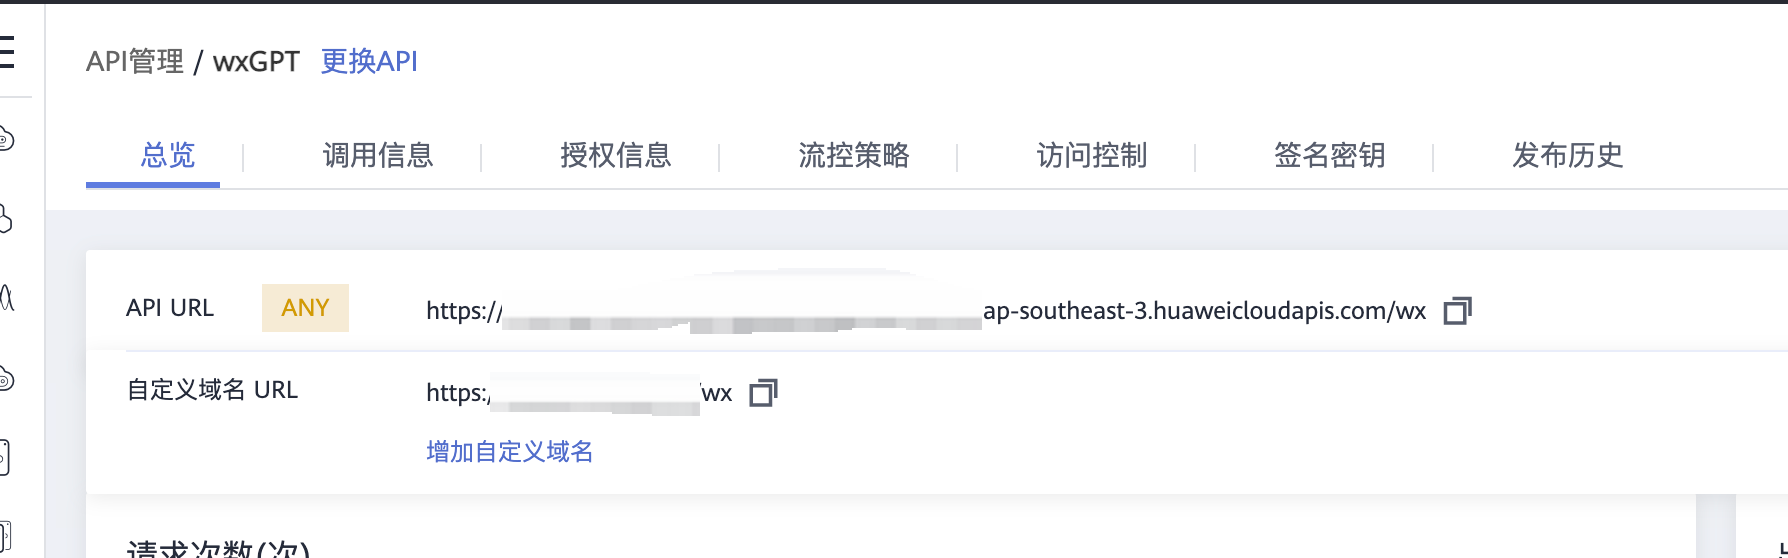 API管理 / wxGPT 更换API
总览 调用信息 授权信息 流控策略 访问控制 签名密钥 发布历史
API URL ANY https:// ap-southeast-3.huaweicloudapis.com/wx
自定义域名 URL https:/ /wx
增加自定义域名
请求次数(次)